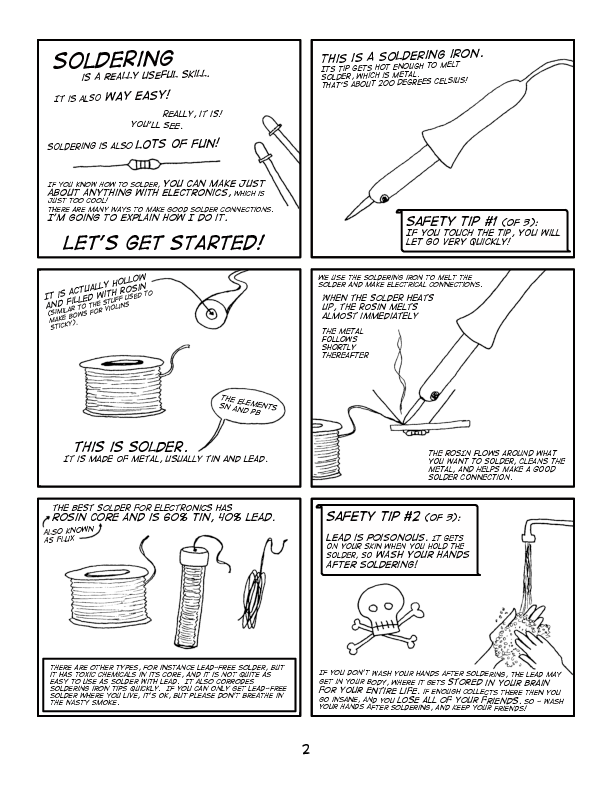 SOLDERING
IS A REALLY USEFUL SKILL.
IT IS ALSO WAY EASY!
REALLY, IT IS!
YOU'LL SEE.
SOLDERING IS ALSO LOTS OF FUN!
IF YOU KNOW HOW TO SOLDER, YOU CAN MAKE JUST
ABOUT ANYTHING WITH ELECTRONICS, WHICH IS
JUST TOO COOL!
THERE ARE MANY WAYS TO MAKE GOOD SOLDER CONNECTIONS.
I'M GOING TO EXPLAIN HOW I DO IT.
LET'S GET STARTED!
THIS IS A SOLDERING IRON.
ITS TIP GETS HOT ENOUGH TO MELT
SOLDER, WHICH IS METAL.
THAT'S ABOUT 200 DEGREES CELSIUS!
SAFETY TIP #1 (OF 3):
IF YOU TOUCH THE TIP, YOU WILL
LET GO VERY QUICKLY!
IT IS ACTUALLY HOLLOW
AND FILLED WITH ROSIN
(SIMILAR TO THE STUFF USED TO
MAKE BOWS FOR VIOLINS
STICKY).
THE ELEMENTS
SN AND PB
THIS IS SOLDER.
IT IS MADE OF METAL, USUALLY TIN AND LEAD.
WE USE THE SOLDERING IRON TO MELT THE
SOLDER AND MAKE ELECTRICAL CONNECTIONS.
WHEN THE SOLDER HEATS
UP, THE ROSIN MELTS
ALMOST IMMEDIATELY
THE METAL
FOLLOWS
SHORTLY
THEREAFTER
THE ROSIN FLOWS AROUND WHAT
YOU WANT TO SOLDER, CLEANS THE
METAL, AND HELPS MAKE A GOOD
SOLDER CONNECTION.
THE BEST SOLDER FOR ELECTRONICS HAS
ROSIN CORE AND IS 60% TIN, 40% LEAD.
ALSO KNOWN
AS FLUX
THERE ARE OTHER TYPES, FOR INSTANCE LEAD-FREE SOLDER, BUT
IT HAS TOXIC CHEMICALS IN ITS CORE, AND IT IS NOT QUITE AS
EASY TO USE AS SOLDER WITH LEAD. IT ALSO CORRODES
SOLDERING IRON TIPS QUICKLY. IF YOU CAN ONLY GET LEAD-FREE
SOLDER WHERE YOU LIVE, IT'S OK, BUT PLEASE DON'T BREATHE IN
THE NASTY SMOKE.
SAFETY TIP #2 (OF 3):
LEAD IS POISONOUS. IT GETS
ON YOUR SKIN WHEN YOU HOLD THE
SOLDER, SO WASH YOUR HANDS
AFTER SOLDERING!
IF YOU DON'T WASH YOUR HANDS AFTER SOLDERING, THE LEAD MAY
GET IN YOUR BODY, WHERE IT GETS STORED IN YOUR BRAIN
FOR YOUR ENTIRE LIFE. IF ENOUGH COLLECTS THERE THEN YOU
GO INSANE, AND YOU LOSE ALL OF YOUR FRIENDS. SO - WASH
YOUR HANDS AFTER SOLDERING, AND KEEP YOUR FRIENDS!
2